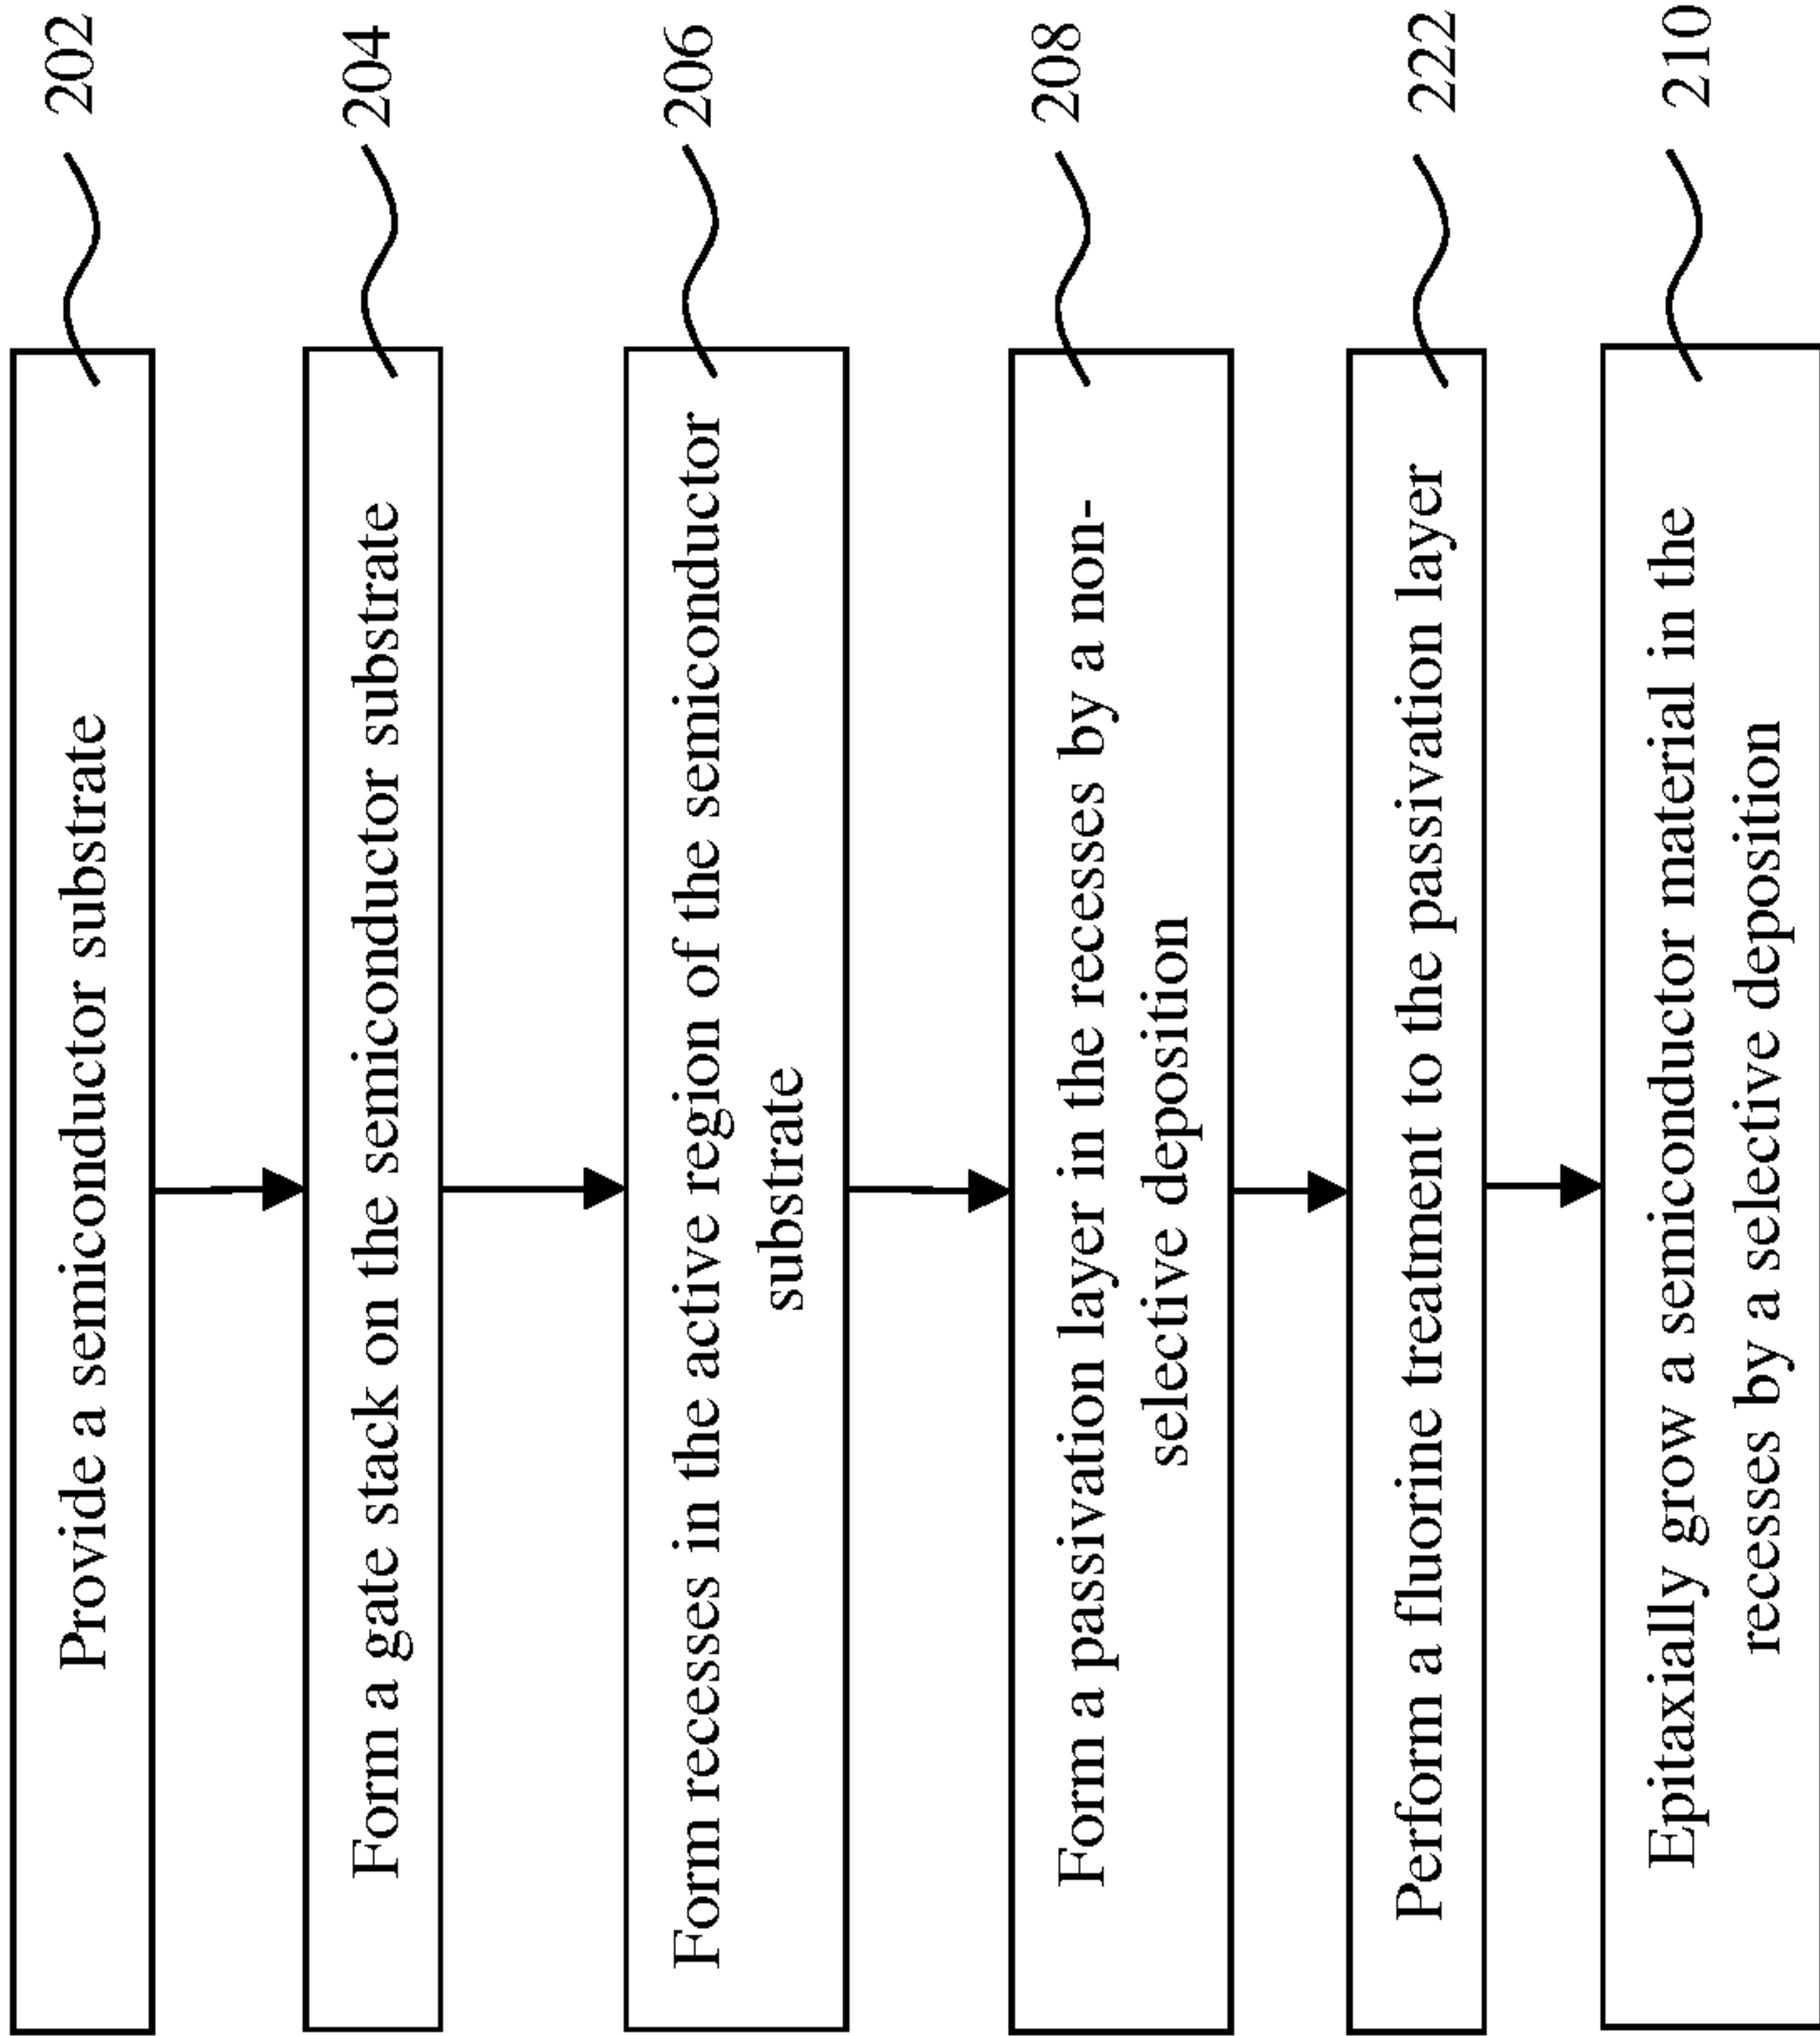 Provide a semiconductor substrate
202
Form a gate stack on the semiconductor substrate
204
Form recesses in the active region of the semiconductor
substrate
206
Form a passivation layer in the recesses by a non-
selective deposition
208
Perform a fluorine treatment to the passivation layer
222
Epitaxially grow a semiconductor material in the
recesses by a selective deposition
210